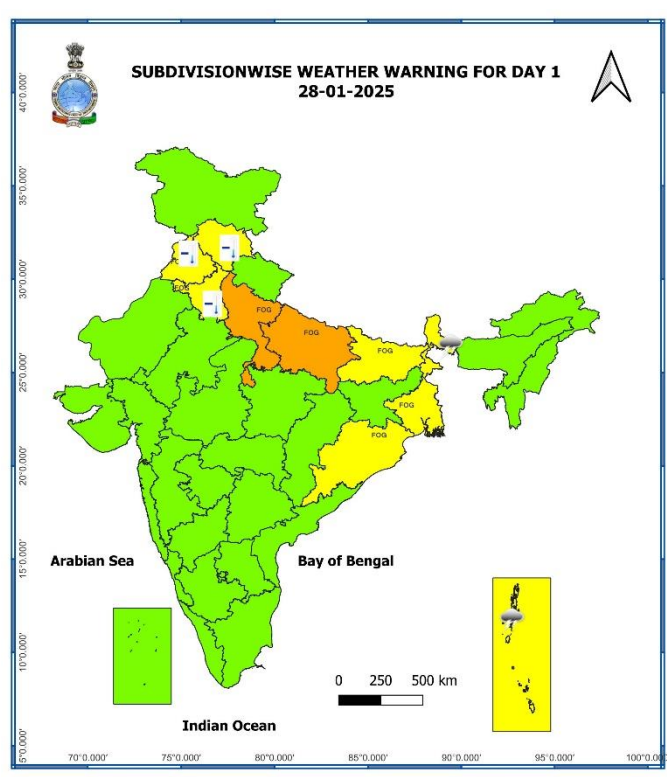 SUBDIVISIONWISE WEATHER WARNING FOR DAY 1
28-01-2025
40°0.000'
35°0.000'
30°0.000'
FOG
FOG
FOG
FOG
25°0.000'
FOG
FOG
20°0.000'
15°0.000'
Arabian Sea
Bay of Bengal
10°0.000'
0 250 500 km
Indian Ocean
5°0.000'
70°0.000' 75°0.000' 80°0.000' 85°0.000' 90°0.000' 95°0.000' 100°0.0